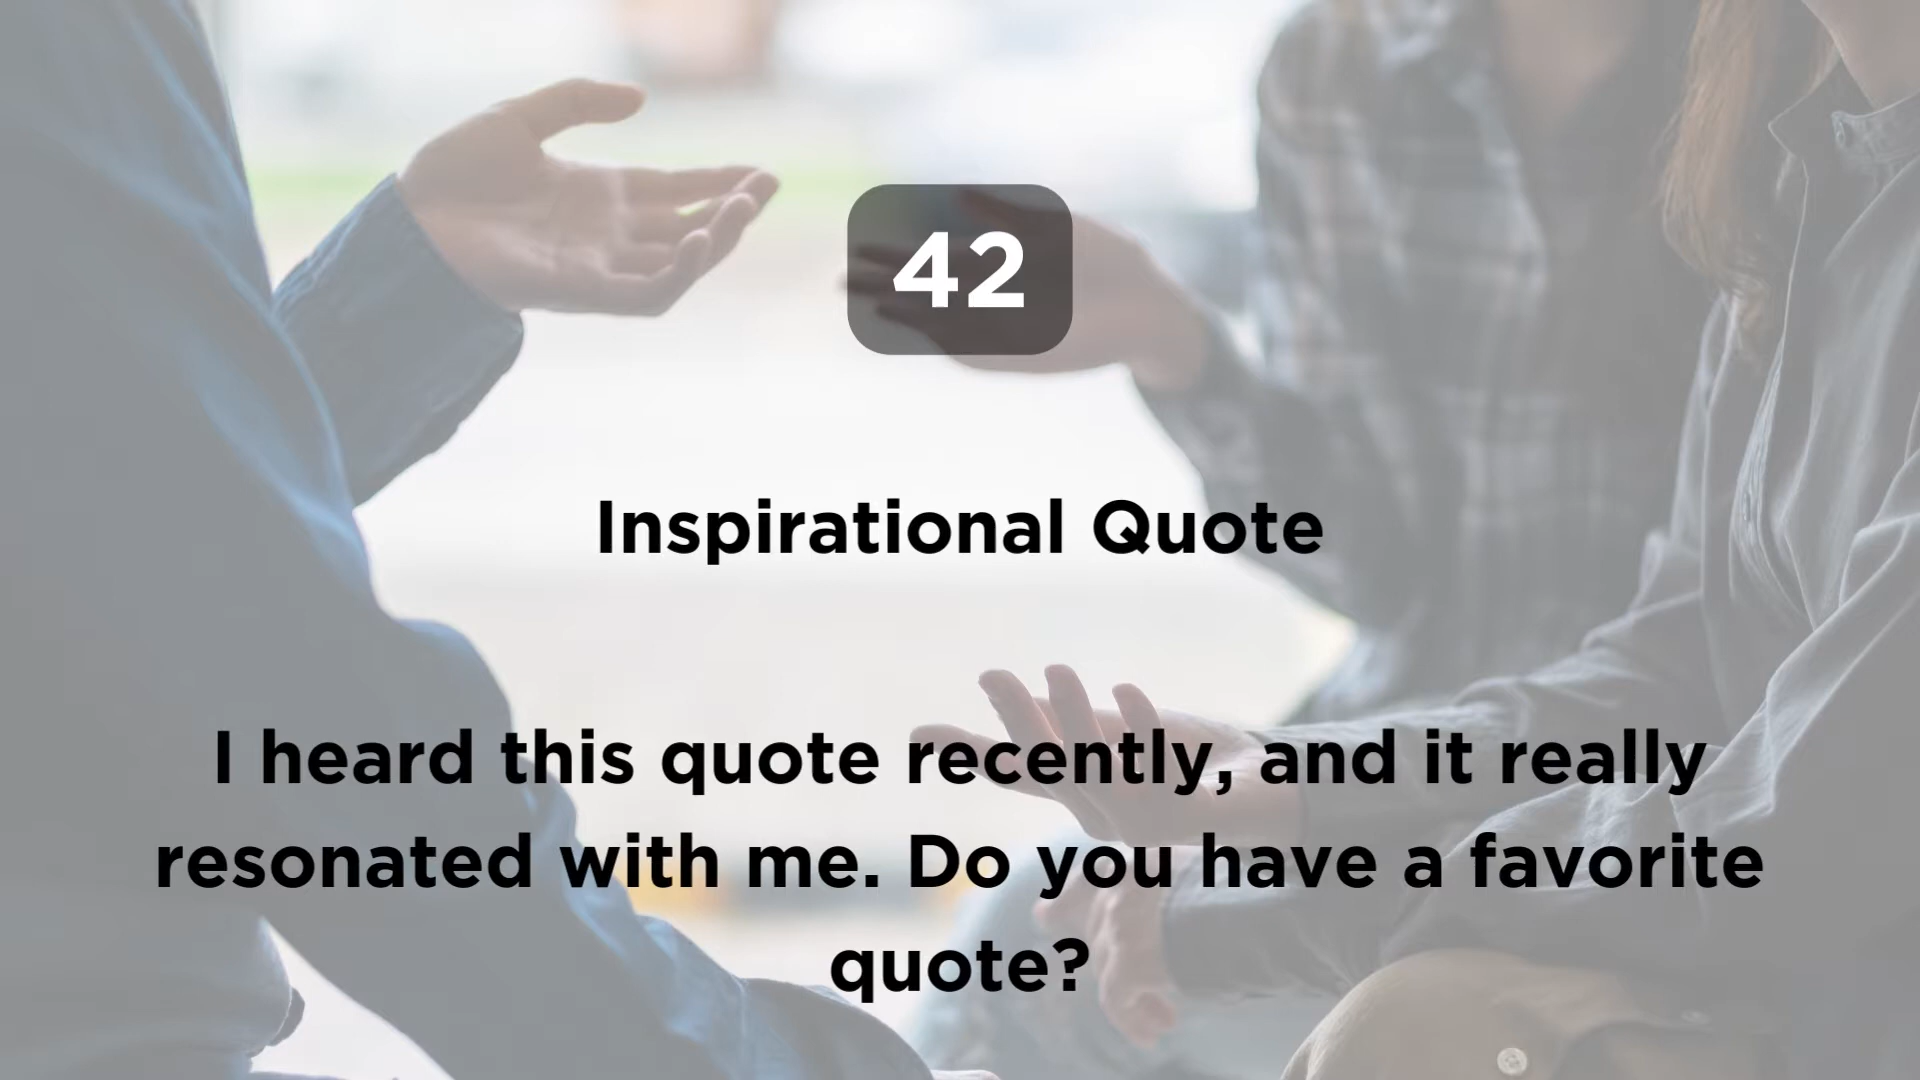 42
Inspirational Quote
I heard this quote recently, and it really
resonated with me. Do you have a favorite
quote?